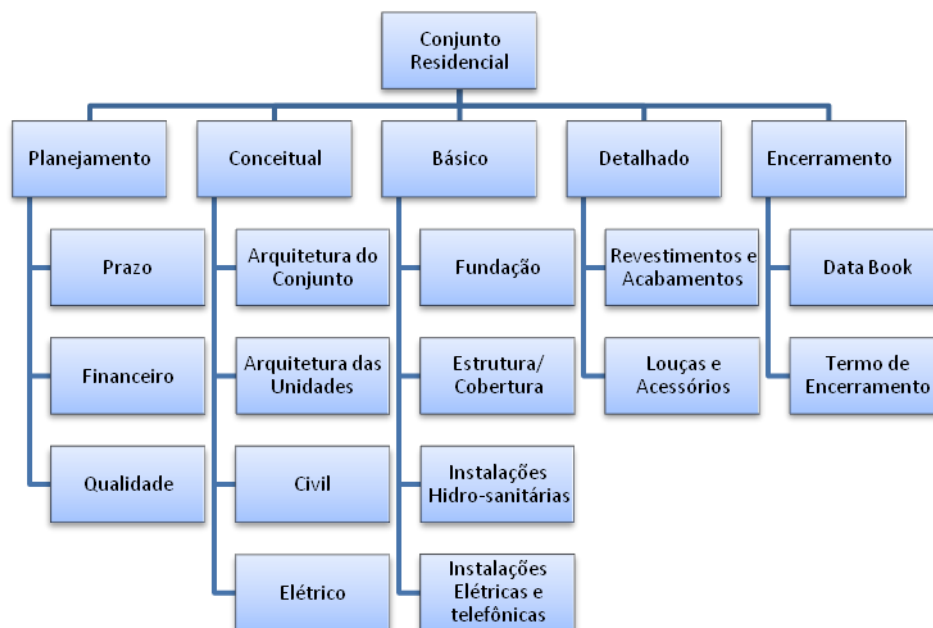 Conjunto
Residencial
Planejamento
Conceitual
Básico
Detalhado
Encerramento
Prazo
Financeiro
Qualidade
Arquitetura do
Conjunto
Arquitetura das
Unidades
Civil
Elétrico
Fundação
Estrutura/
Cobertura
Instalações
Hidro-sanitárias
Instalações
Elétricas e
telefônicas
Revestimentos e
Acabamentos
Louças e
Acessórios
Data Book
Termo de
Encerramento